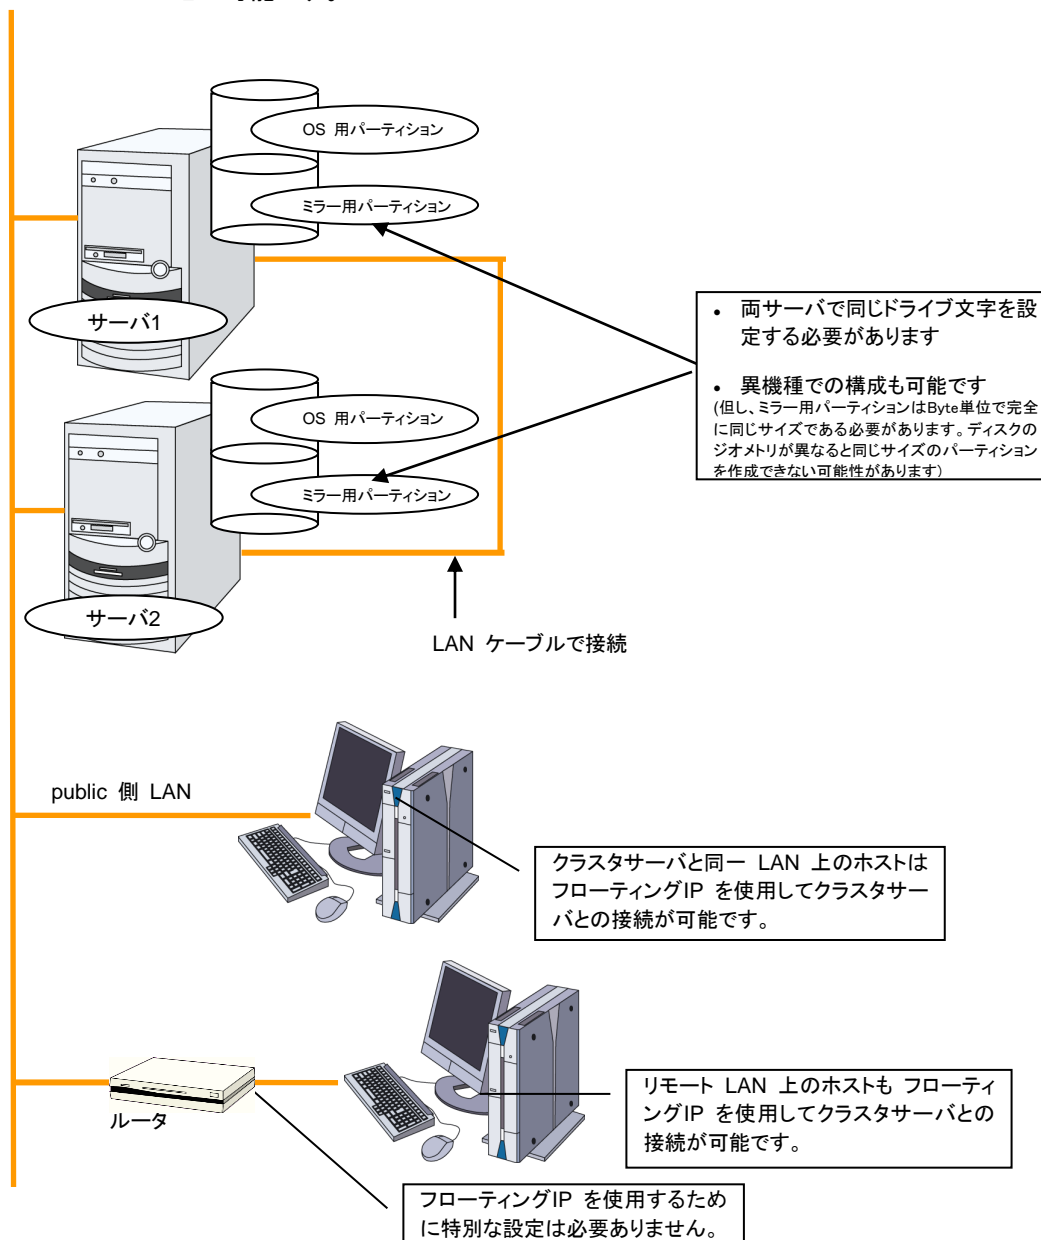 OS 用パーティション
ミラー用パーティション
サーバ1
• 両サーバで同じドライブ文字を設
定する必要があります
• 異機種での構成も可能です
(但し、ミラー用パーティションはByte単位で完全
に同じサイズである必要があります。ディスクの
ジオメトリが異なると同じサイズのパーティション
を作成できない可能性があります)
OS 用パーティション
ミラー用パーティション
サーバ2
LAN ケーブルで接続
public 側 LAN
クラスタサーバと同一 LAN 上のホストは
フローティングIP を使用してクラスタサー
バとの接続が可能です。
リモート LAN 上のホストも フローティ
ングIP を使用してクラスタサーバとの
接続が可能です。
ルータ
フローティングIP を使用するため
に特別な設定は必要ありません。